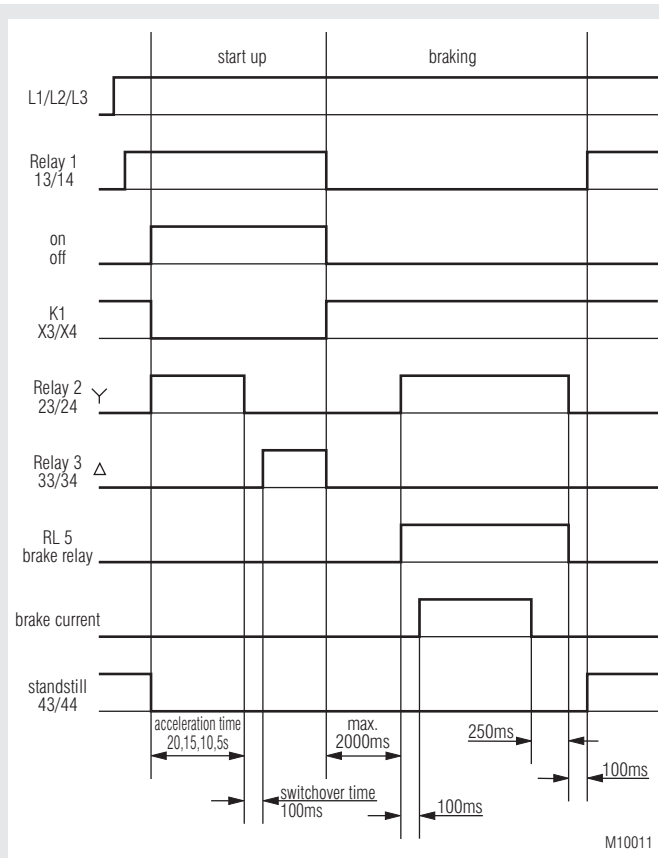 start up
braking
L1/L2/L3
Relay 1
13/14
on
off
K1
X3/X4
Relay 2
23/24
Relay 3 Δ
33/34
RL 5
brake relay
brake current
standstill
43/44
acceleration time
20,15,10,5s
max.
2000ms
250ms
switchover time
100ms
100ms
100ms
M10011